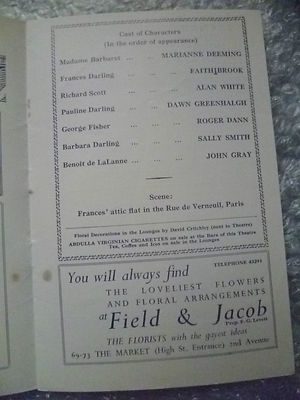 Cast of Characters
(In the order of appearance)
Madame Barburst ... ... MARIANNE DEEMING
Frances Darling ... ... FAITH BROOK
Richard Scott ... ... ALAN WHITE
Pauline Darling ... ... DAWN GREENHALGH
George Fisher ... ... ROGER DANN
Barbara Darling ... ... SALLY SMITH
Benoit de LaLanne ... ... JOHN GRAY
Scene:
Frances' attic flat in the Rue de Verneuil, Paris
Floral Decorations in the Lounges by David Critchley (next to Theatre)
ABDULLA VIRGINIAN CIGARETTES on sale at the Bars of this Theatre
Tea, Coffee and Ices on sale in the Lounges
TELEPHONE 43291
You will always find
THE LOVELIEST FLOWERS
AND FLORAL ARRANGEMENTS
at Field & Jacob
Prop. F. G. Levett
THE FLORISTS with the gayest ideas
69-73 THE MARKET (High St. Entrance) 2nd Avenue